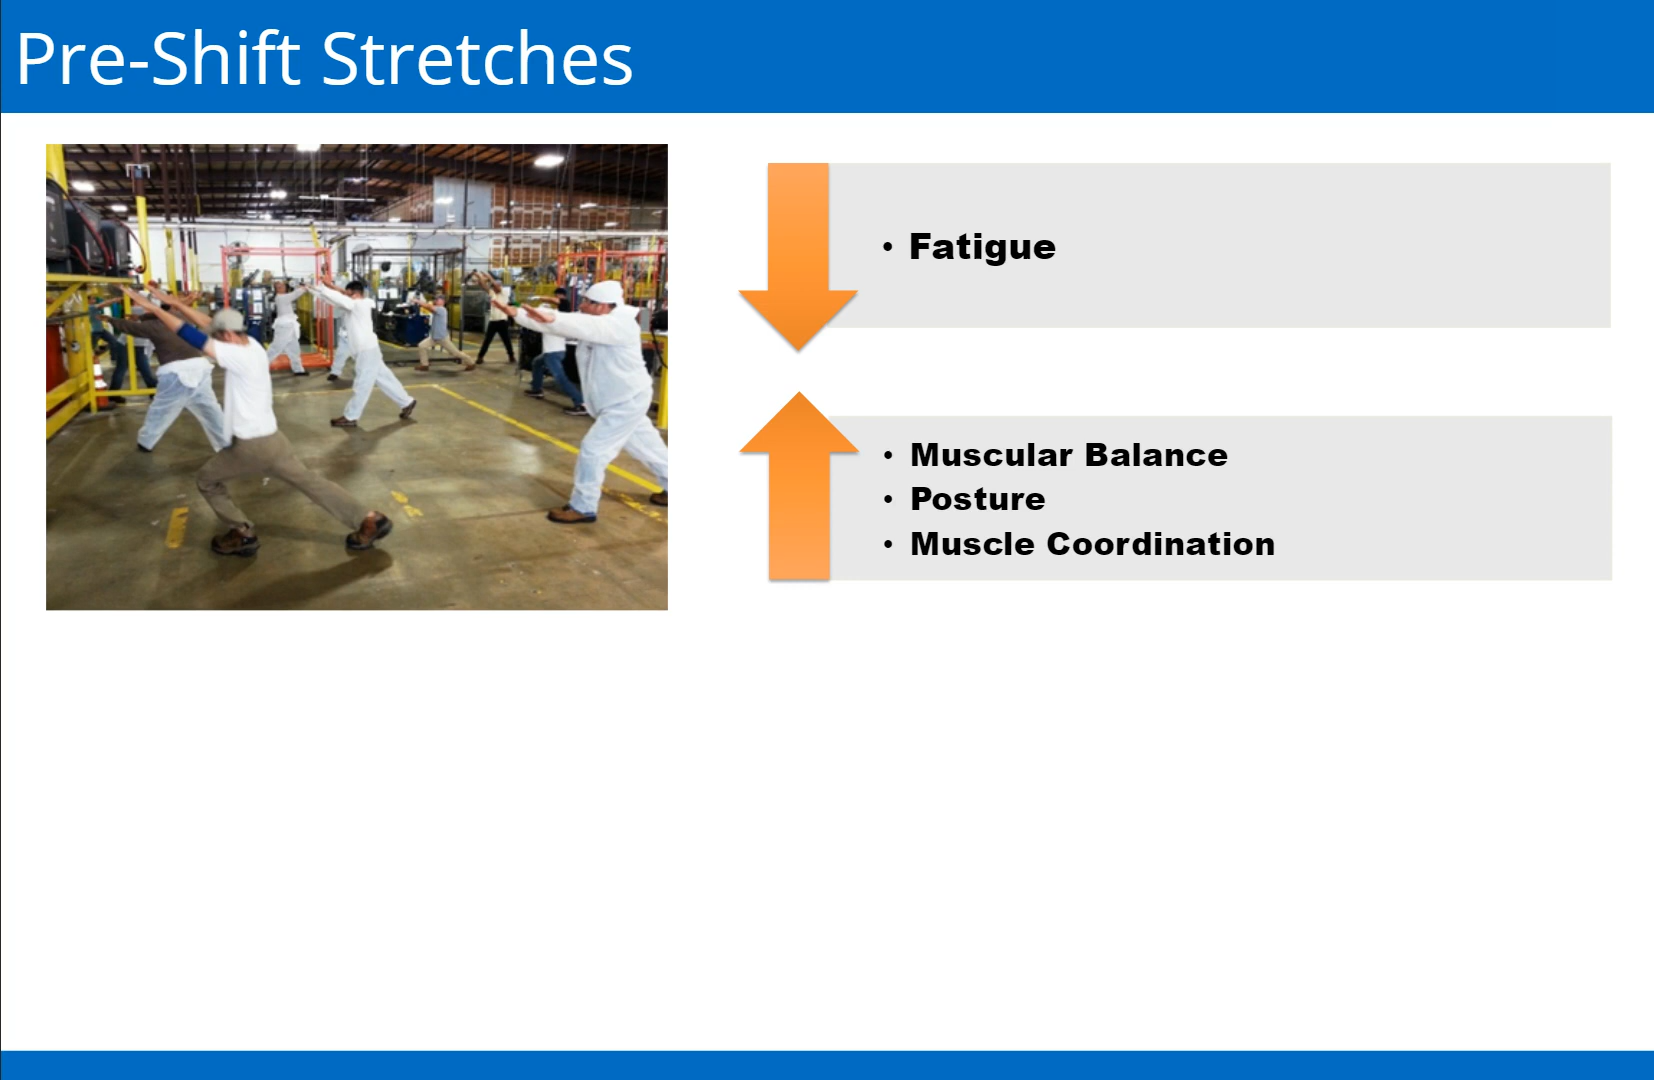 Pre-Shift Stretches
• Fatigue
• Muscular Balance
• Posture
• Muscle Coordination